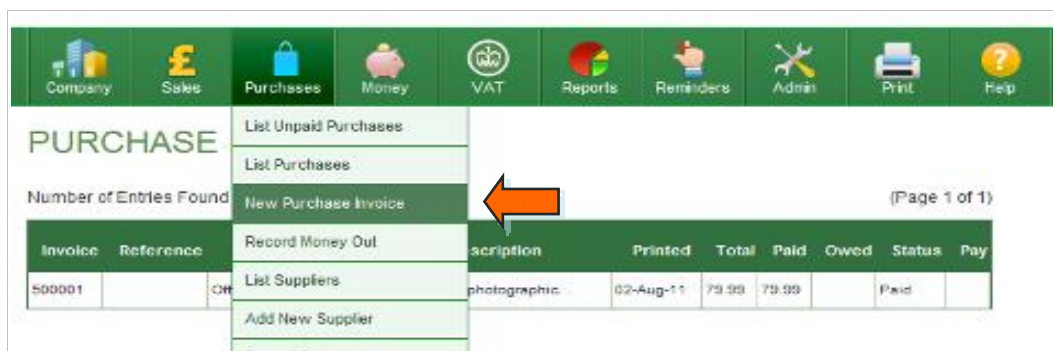 Company Sales Purchases Money VAT Reports Reminders Admin Print Help
List Unpaid Purchases
PURCHASE
List Purchases
Number of Entries Found
New Purchase Invoice
(Page 1 of 1)
Invoice Reference
Record Money Out
scription Printed Total Paid Owed Status Pay
500001
Off
List Suppliers
photographic 02-Aug-11 79.99 79.99 Paid
Add New Supplier